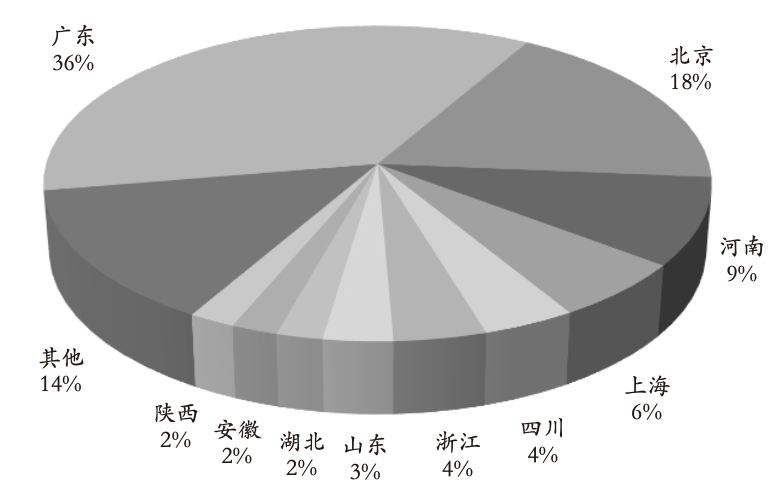 广东
36%
北京
18%
河南
9%
上海
6%
四川
4%
浙江
4%
山东
3%
湖北
2%
安徽
2%
陕西
2%
其他
14%